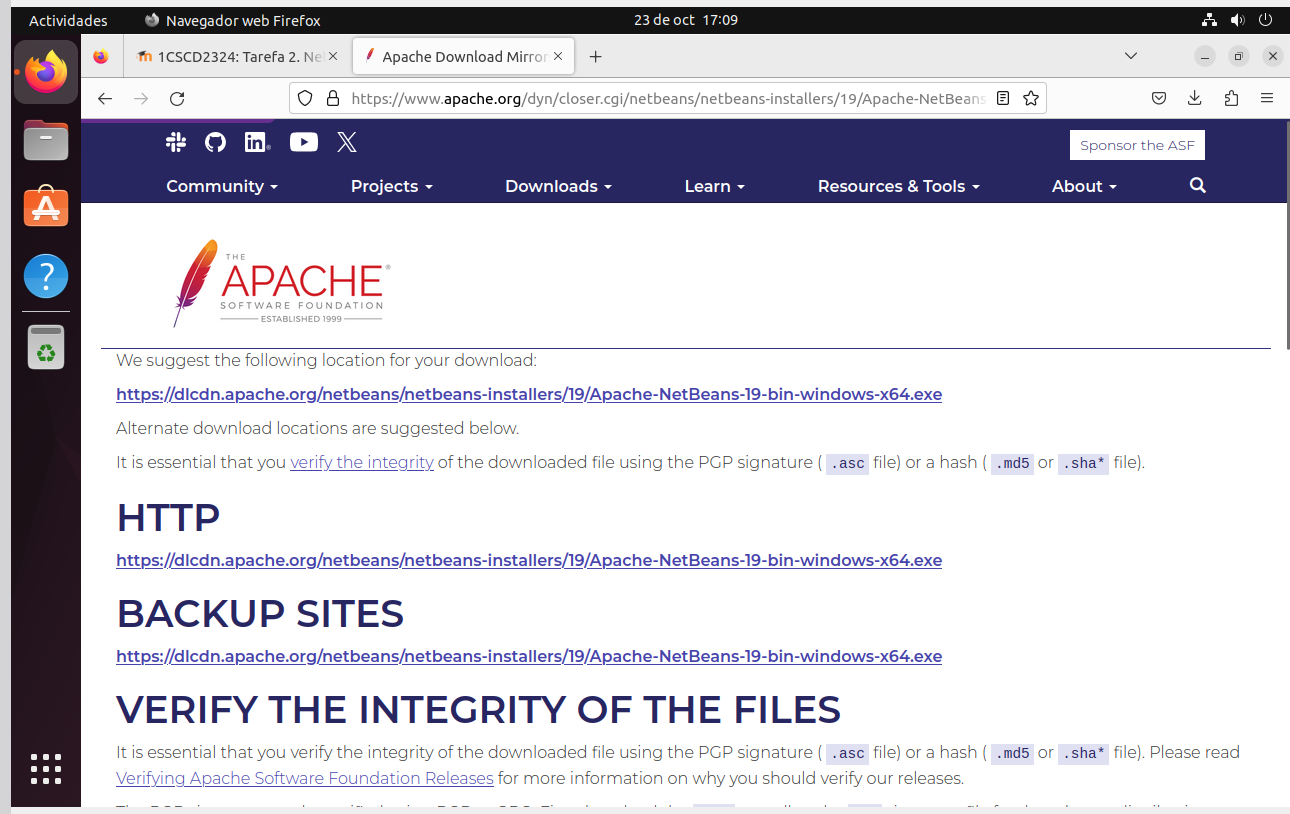 Actividades
Navegador web Firefox
23 de oct 17:09
1CSCD2324: Tarefa 2. Ne
Apache Download Mirror
https://www.apache.org/dyn/closer.cgi/netbeans/netbeans-installers/19/Apache-NetBeans
Sponsor the ASF
Community
Projects
Downloads
Learn
Resources & Tools
About
THE
APACHE®
SOFTWARE FOUNDATION
ESTABLISHED 1999
We suggest the following location for your download:
https://dlcdn.apache.org/netbeans/netbeans-installers/19/Apache-NetBeans-19-bin-windows-x64.exe
Alternate download locations are suggested below.
It is essential that you verify the integrity of the downloaded file using the PGP signature ( .asc file) or a hash ( .md5 or .sha* file).
HTTP
https://dlcdn.apache.org/netbeans/netbeans-installers/19/Apache-NetBeans-19-bin-windows-x64.exe
BACKUP SITES
https://dlcdn.apache.org/netbeans/netbeans-installers/19/Apache-NetBeans-19-bin-windows-x64.exe
VERIFY THE INTEGRITY OF THE FILES
It is essential that you verify the integrity of the downloaded file using the PGP signature ( .asc file) or a hash ( .md5 or .sha* file). Please read
Verifying Apache Software Foundation Releases for more information on why you should verify our releases.